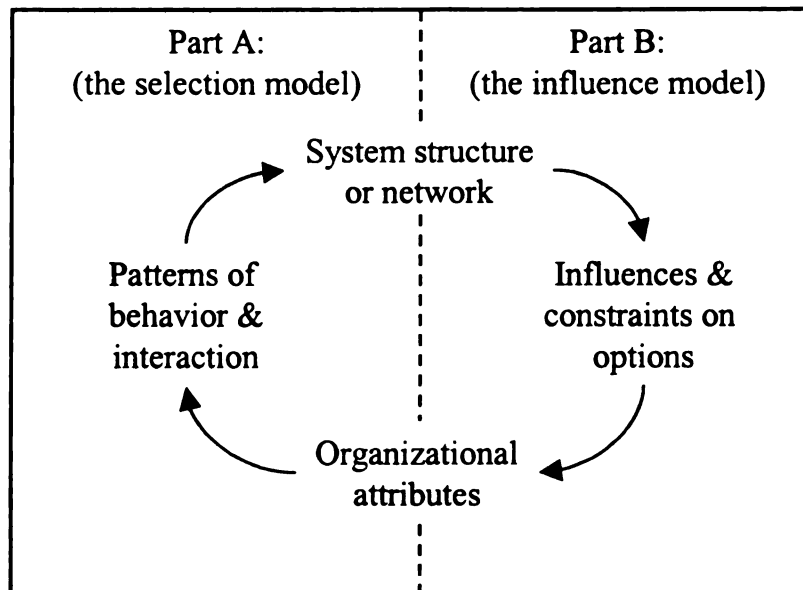 Part A:
(the selection model)
Part B:
(the influence model)
System structure
or network
Patterns of
behavior &
interaction
Influences &
constraints on
options
Organizational
attributes